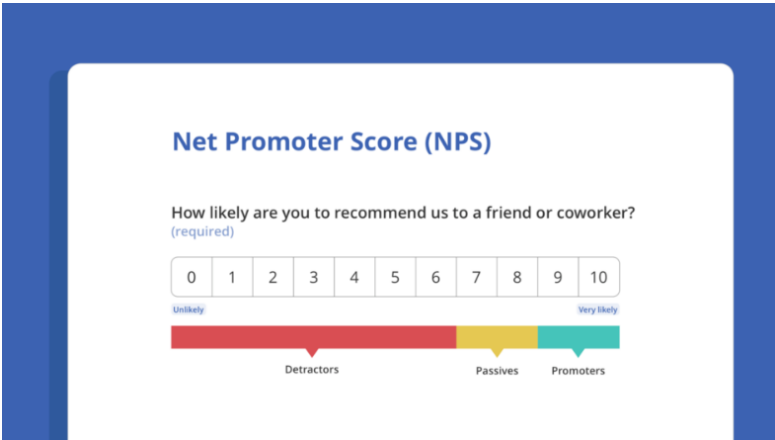 Net Promoter Score (NPS)
How likely are you to recommend us to a friend or coworker?
(required)
0 1 2 3 4 5 6 7 8 9 10
Unlikely Very likely
Detractors Passives Promoters